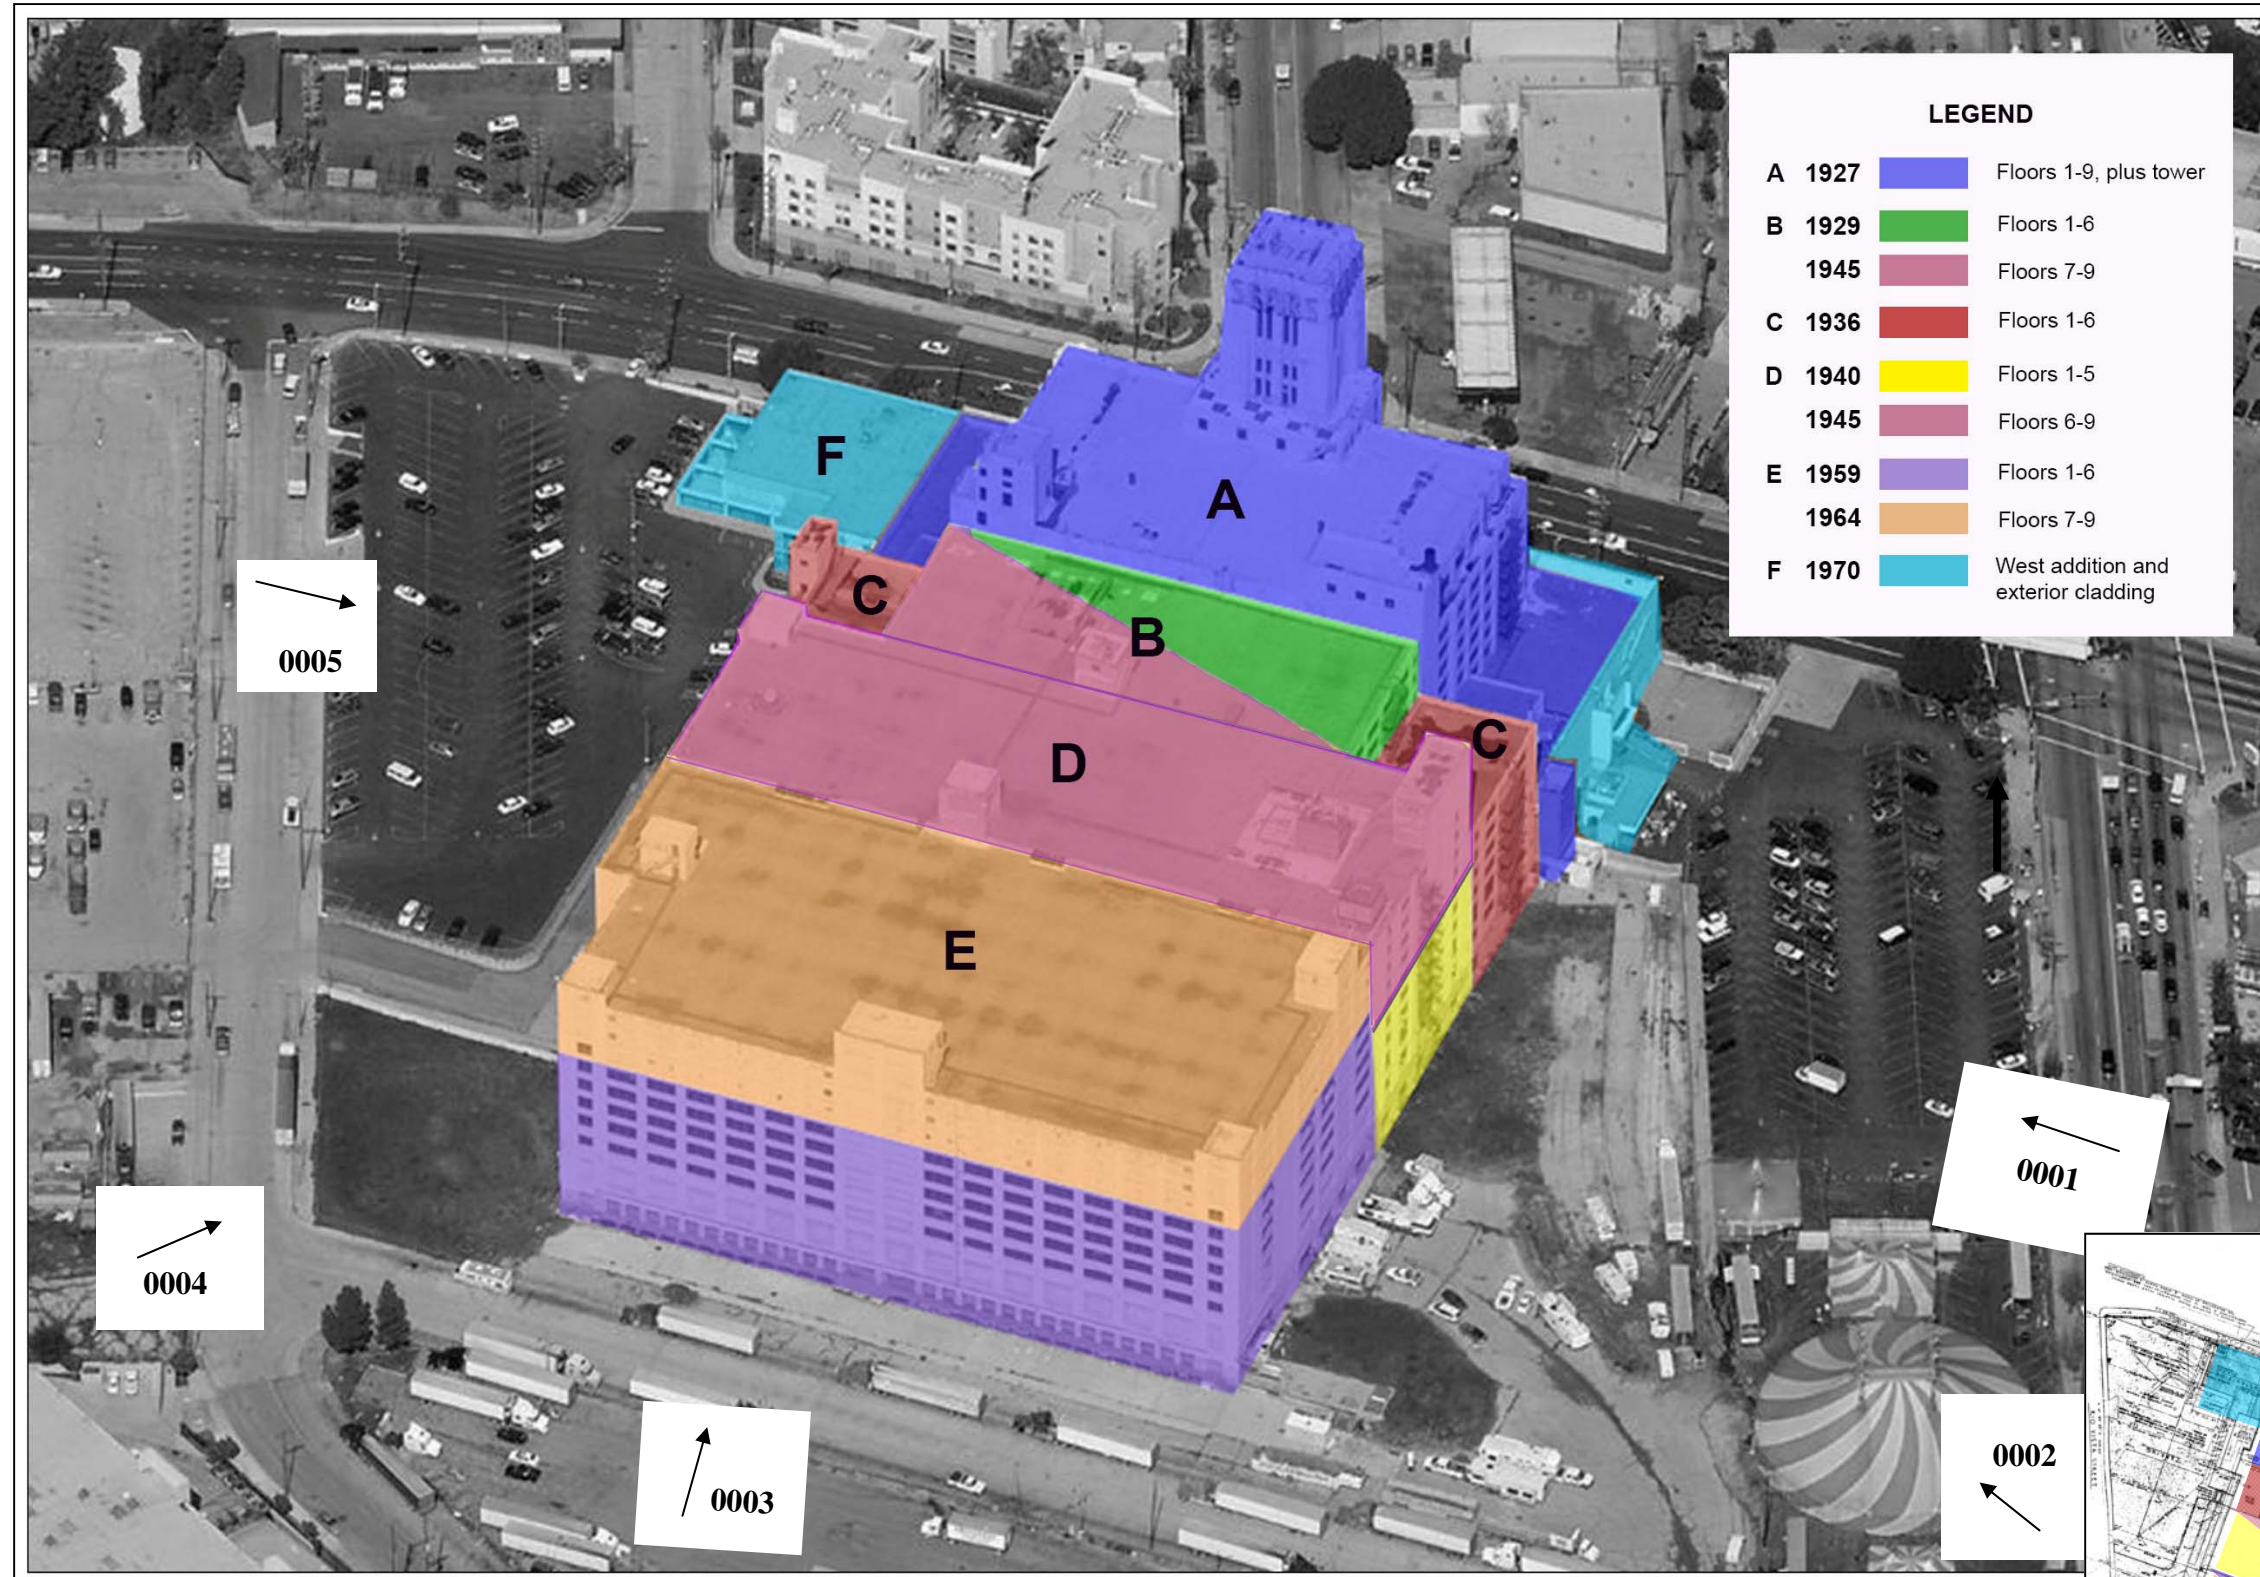 LEGEND
A 1927 Floors 1-9, plus tower
B 1929 Floors 1-6
1945 Floors 7-9
C 1936 Floors 1-6
D 1940 Floors 1-5
1945 Floors 6-9
E 1959 Floors 1-6
1964 Floors 7-9
F 1970 West addition and
exterior cladding
F
A
C
B
C
D
E
0005
0004
0003
0001
0002